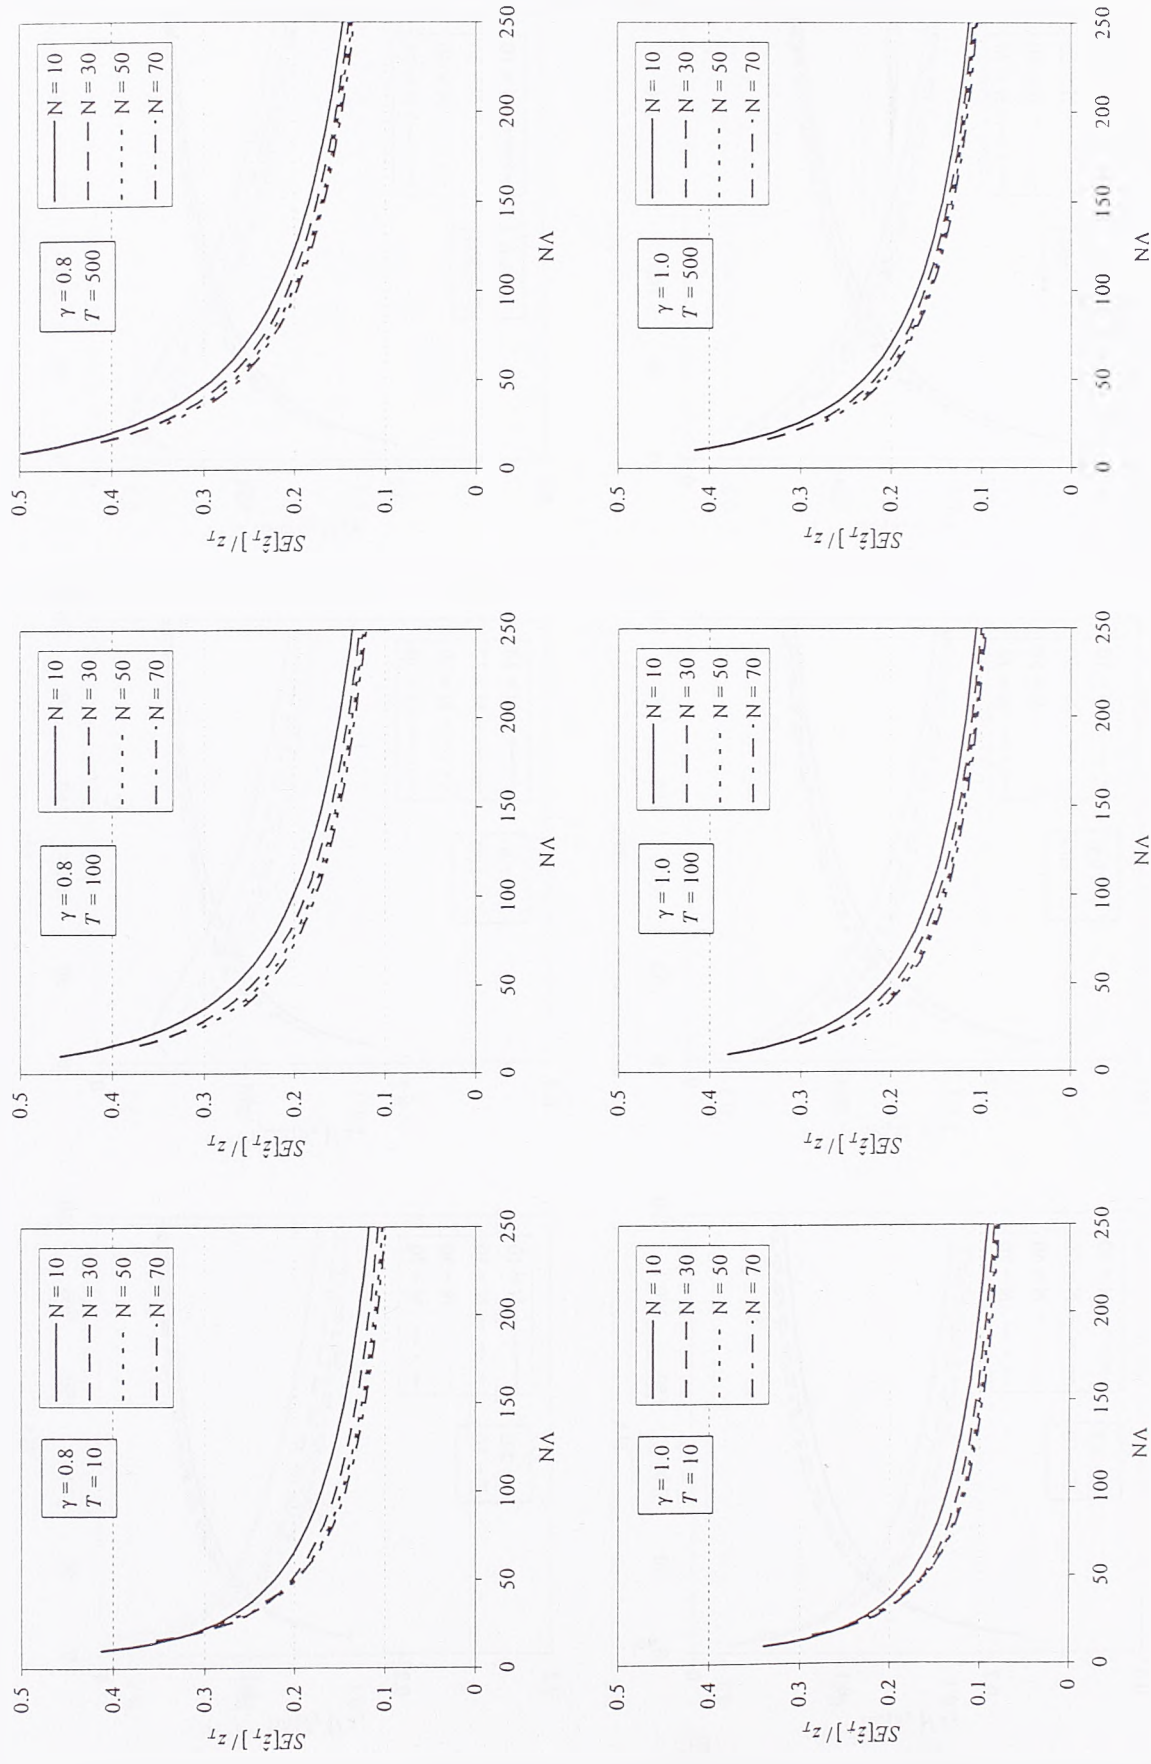 γ = 0.8
T = 10
N = 10
N = 30
N = 50
N = 70
0.5
0.4
0.3
0.2
0.1
0
SE[ẑ_T] / z_T
0 50 100 150 200 250
νN
γ = 0.8
T = 100
N = 10
N = 30
N = 50
N = 70
0.5
0.4
0.3
0.2
0.1
0
SE[ẑ_T] / z_T
0 50 100 150 200 250
νN
γ = 0.8
T = 500
N = 10
N = 30
N = 50
N = 70
0.5
0.4
0.3
0.2
0.1
0
SE[ẑ_T] / z_T
0 50 100 150 200 250
νN
γ = 1.0
T = 10
N = 10
N = 30
N = 50
N = 70
0.5
0.4
0.3
0.2
0.1
0
SE[ẑ_T] / z_T
0 50 100 150 200 250
νN
γ = 1.0
T = 100
N = 10
N = 30
N = 50
N = 70
0.5
0.4
0.3
0.2
0.1
0
SE[ẑ_T] / z_T
0 50 100 150 200 250
νN
γ = 1.0
T = 500
N = 10
N = 30
N = 50
N = 70
0.5
0.4
0.3
0.2
0.1
0
SE[ẑ_T] / z_T
0 50 100 150 200 250
νN